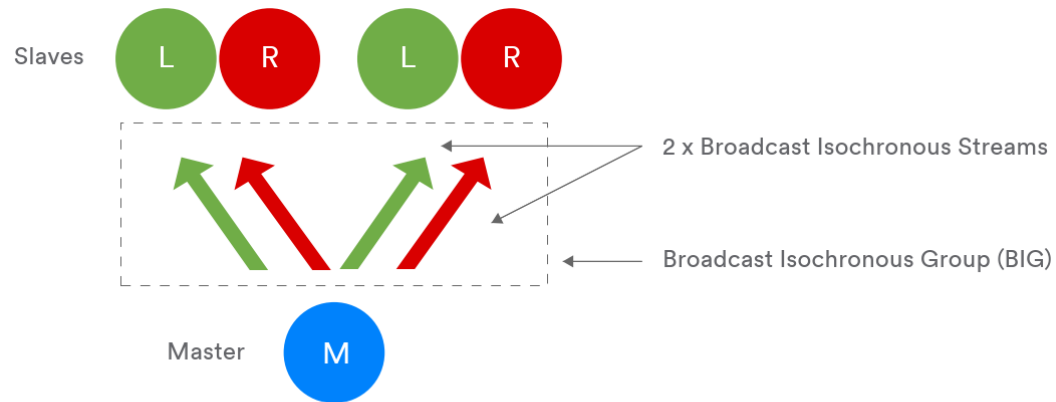 Slaves
L
R
L
R
2 x Broadcast Isochronous Streams
Broadcast Isochronous Group (BIG)
Master
M